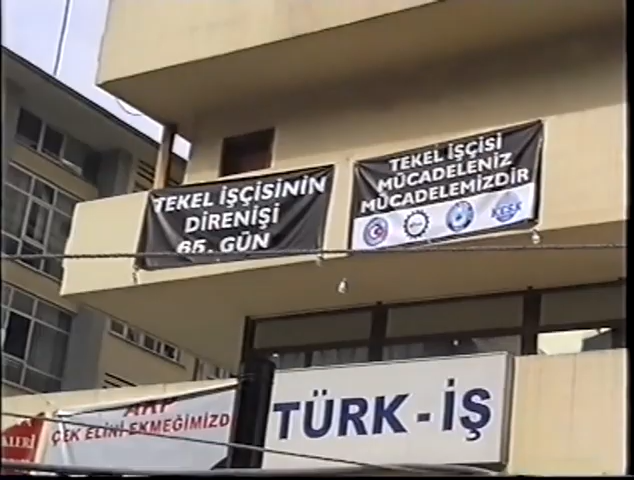 TEKEL İŞÇİSİNİN
DİRENİŞİ
65. GÜN
TEKEL İŞÇİSİ
MÜCADELENİZ
MÜCADELEMİZDİR
KESK
TÜRK-İŞ
AKP
ÇEK ELİNİ EKMEĞİMİZD